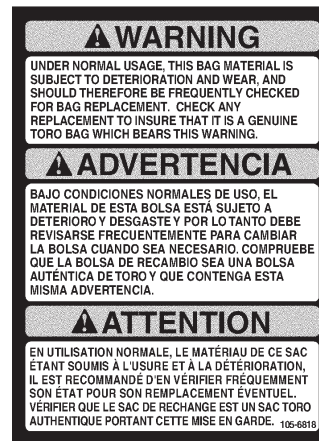 WARNING
UNDER NORMAL USAGE, THIS BAG MATERIAL IS
SUBJECT TO DETERIORATION AND WEAR, AND
SHOULD THEREFORE BE FREQUENTLY CHECKED
FOR BAG REPLACEMENT. CHECK ANY
REPLACEMENT TO INSURE THAT IT IS A GENUINE
TORO BAG WHICH BEARS THIS WARNING.
ADVERTENCIA
BAJO CONDICIONES NORMALES DE USO, EL
MATERIAL DE ESTA BOLSA ESTÁ SUJETO A
DETERIORO Y DESGASTE Y POR LO TANTO DEBE
REVISARSE FRECUENTEMENTE PARA CAMBIAR
LA BOLSA CUANDO SEA NECESARIO. COMPRUEBE
QUE LA BOLSA DE RECAMBIO SEA UNA BOLSA
AUTÉNTICA DE TORO Y QUE CONTENGA ESTA
MISMA ADVERTENCIA.
ATTENTION
EN UTILISATION NORMALE, LE MATÉRIAU DE CE SAC
ÉTANT SOUMIS À L'USURE ET À LA DÉTÉRIORATION,
IL EST RECOMMANDÉ D'EN VÉRIFIER FRÉQUEMMENT
SON ÉTAT POUR SON REMPLACEMENT ÉVENTUEL.
VÉRIFIER QUE LE SAC DE RECHANGE EST UN SAC TORO
AUTHENTIQUE PORTANT CETTE MISE EN GARDE. 105-6818